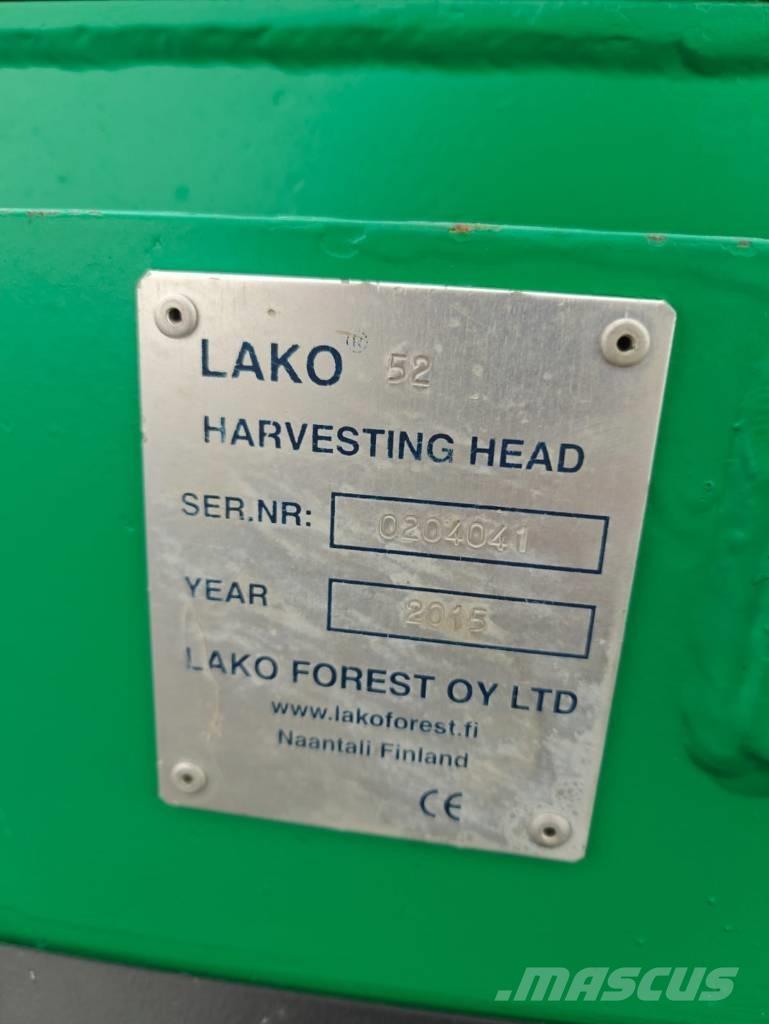 LAKO ® 52
HARVESTING HEAD
SER.NR: 0204041
YEAR 2015
LAKO FOREST OY LTD
www.lakoforest.fi
Naantali Finland
CE
MASCUS